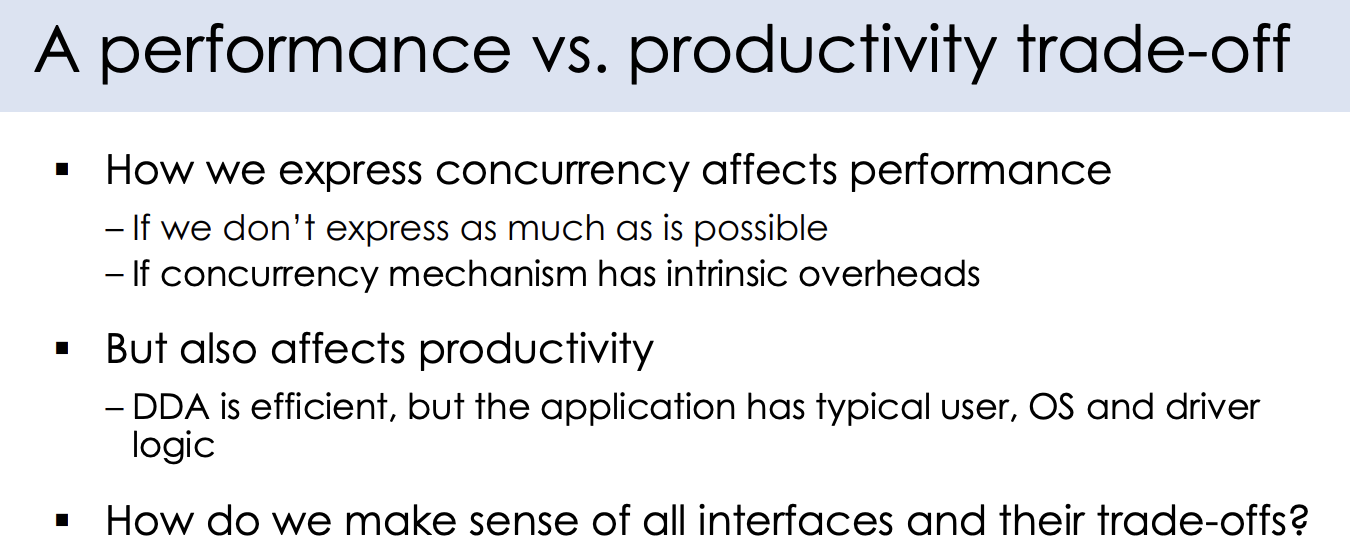 A performance vs. productivity trade-off
▪ How we express concurrency affects performance
– If we don’t express as much as is possible
– If concurrency mechanism has intrinsic overheads
▪ But also affects productivity
– DDA is efficient, but the application has typical user, OS and driver
logic
▪ How do we make sense of all interfaces and their trade-offs?